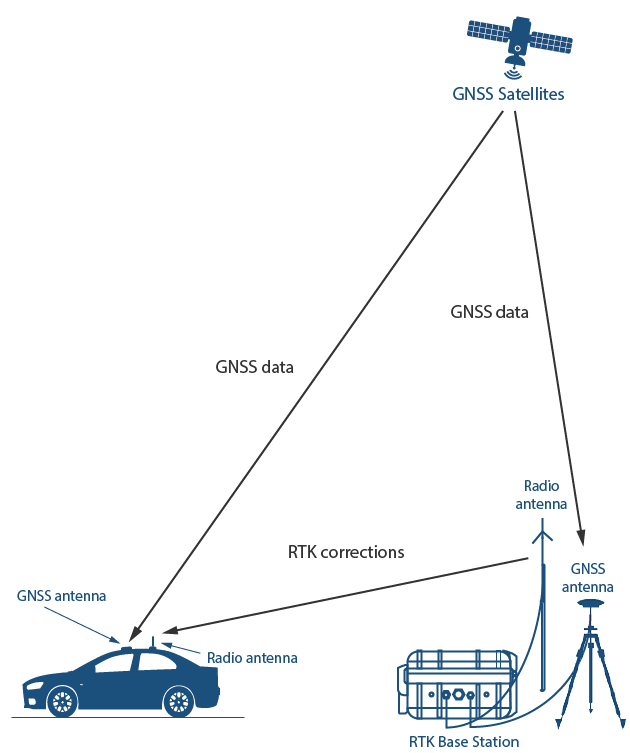 GNSS Satellites
GNSS data
GNSS data
Radio
antenna
RTK corrections
GNSS
antenna
GNSS antenna
Radio antenna
RTK Base Station